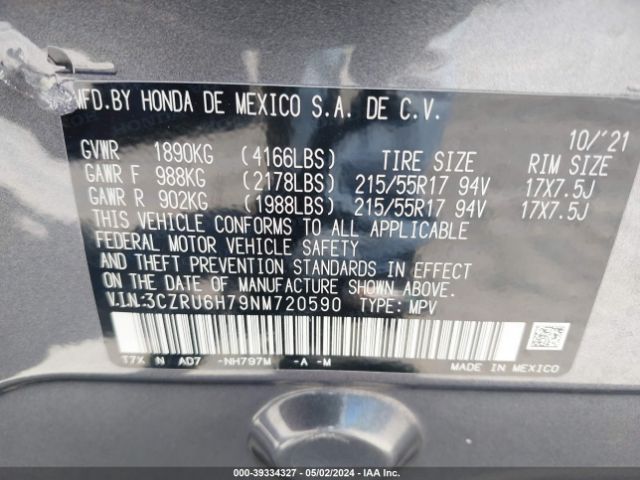 MFD.BY HONDA DE MEXICO S.A. DE C.V.
10/'21
GVWR 1890KG (4166LBS) TIRE SIZE RIM SIZE
GAWR F 988KG (2178LBS) 215/55R17 94V 17X7.5J
GAWR R 902KG (1988LBS) 215/55R17 94V 17X7.5J
THIS VEHICLE CONFORMS TO ALL APPLICABLE
FEDERAL MOTOR VEHICLE SAFETY
AND THEFT PREVENTION STANDARDS IN EFFECT
ON THE DATE OF MANUFACTURE SHOWN ABOVE.
V.I.N:3CZRU6H79NM720590 TYPE: MPV
T7X N AD7 -NH797M -A -M
MADE IN MEXICO
IAA - 39334327 - 05/02/2024 - Copart